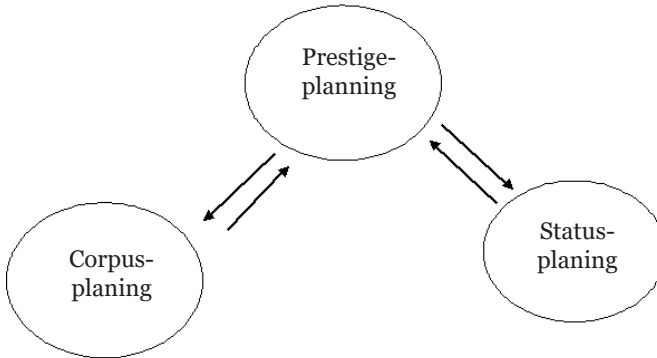 Prestige-
planning
Corpus-
planing
Status-
planing